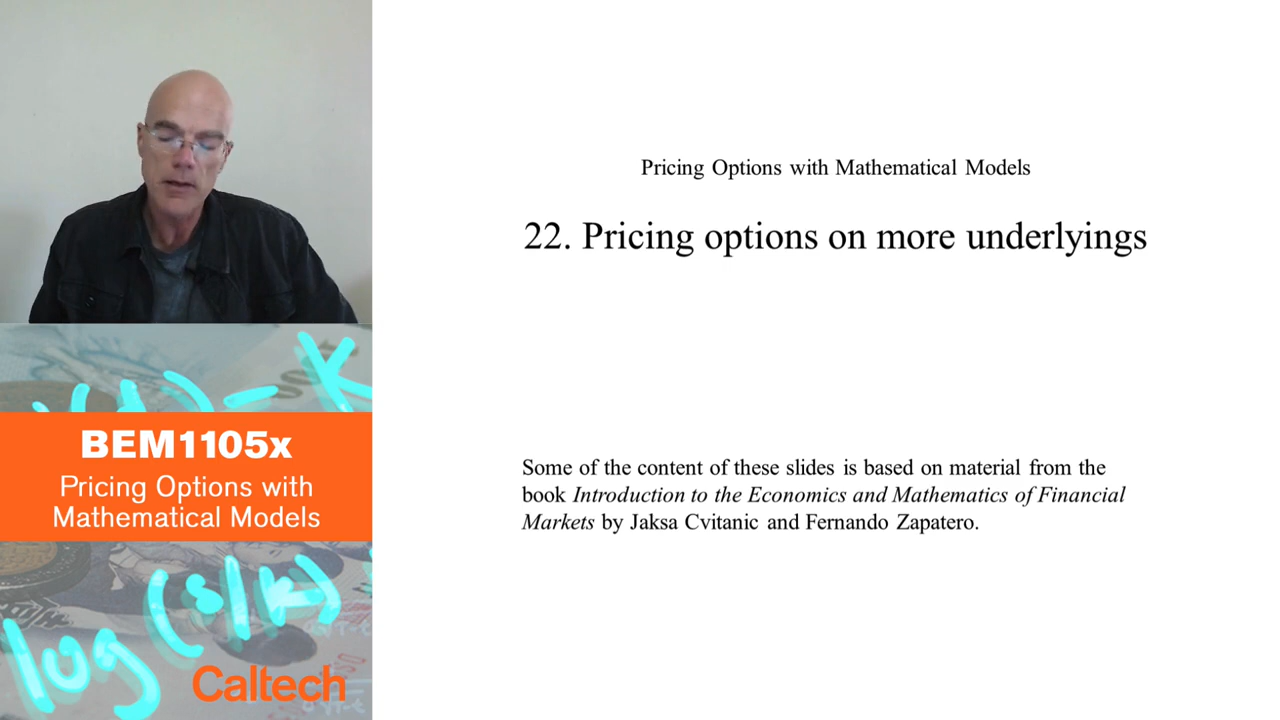 Pricing Options with Mathematical Models
22. Pricing options on more underlyings
Some of the content of these slides is based on material from the
book Introduction to the Economics and Mathematics of Financial
Markets by Jaksa Cvitanic and Fernando Zapatero.
BEM1105x
Pricing Options with
Mathematical Models
log (s/k)
Caltech